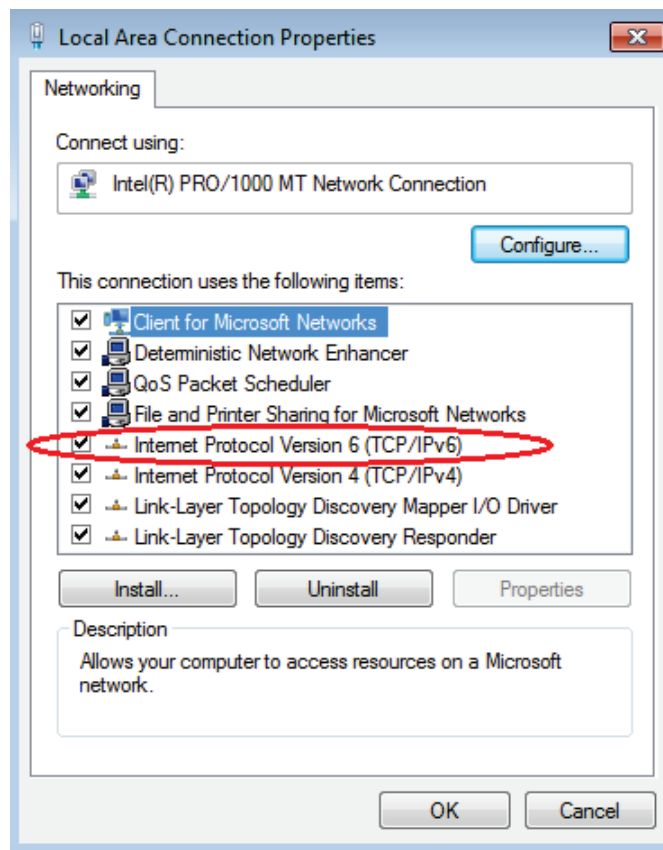 Local Area Connection Properties
Networking
Connect using:
Intel(R) PRO/1000 MT Network Connection
Configure...
This connection uses the following items:
Client for Microsoft Networks
Deterministic Network Enhancer
QoS Packet Scheduler
File and Printer Sharing for Microsoft Networks
Internet Protocol Version 6 (TCP/IPv6)
Internet Protocol Version 4 (TCP/IPv4)
Link-Layer Topology Discovery Mapper I/O Driver
Link-Layer Topology Discovery Responder
Install... Uninstall Properties
Description
Allows your computer to access resources on a Microsoft
network.
OK Cancel